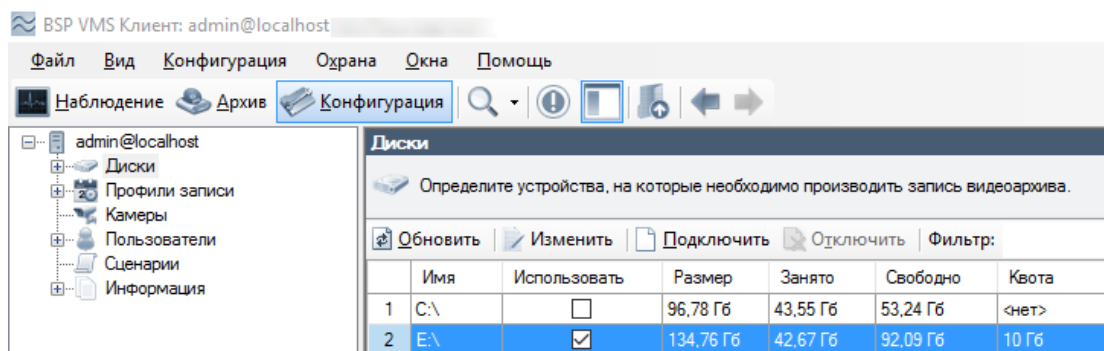 BSP VMS Клиент: admin@localhost
Файл Вид Конфигурация Охрана Окна Помощь
Наблюдение Архив Конфигурация
admin@localhost
Диски
Профили записи
Камеры
Пользователи
Сценарии
Информация
Диски
Определите устройства, на которые необходимо производить запись видеоархива.
Обновить Изменить Подключить Отключить Фильтр:
Имя Использовать Размер Занято Свободно Квота
1 C:\ 96,78 Гб 43,55 Гб 53,24 Гб <нет>
2 E:\ 134,76 Гб 42,67 Гб 92,09 Гб 10 Гб